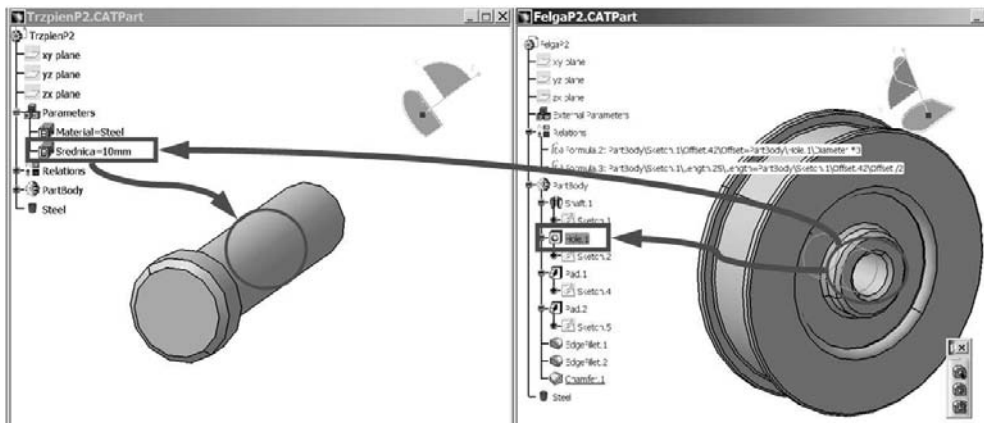 TrzpienP2.CATPart
TrzpienP2
xy plane
yz plane
zx plane
Parameters
Material=Steel
Srednica=10mm
Relations
PartBody
Steel
FelgaP2.CATPart
FelgaP2
xy plane
yz plane
zx plane
External Parameters
Relations
Formula.2: PartBody\Sketch.1\Offset.42\Offset=PartBody\Hole.1\Diameter *3
Formula.3: PartBody\Sketch.1\Length.25\Length=PartBody\Sketch.1\Offset.42\Offset /2
PartBody
Shaft.1
Sketch.1
Hole.1
Sketch.2
Pad.1
Sketch.4
Pad.2
Sketch.5
EdgeFillet.1
EdgeFillet.2
Chamfer.1
Steel